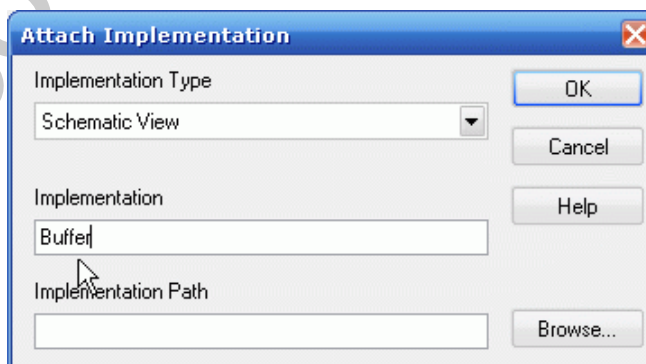 Attach Implementation
Implementation Type
OK
Schematic View
Cancel
Implementation
Help
Buffer
Implementation Path
Browse...